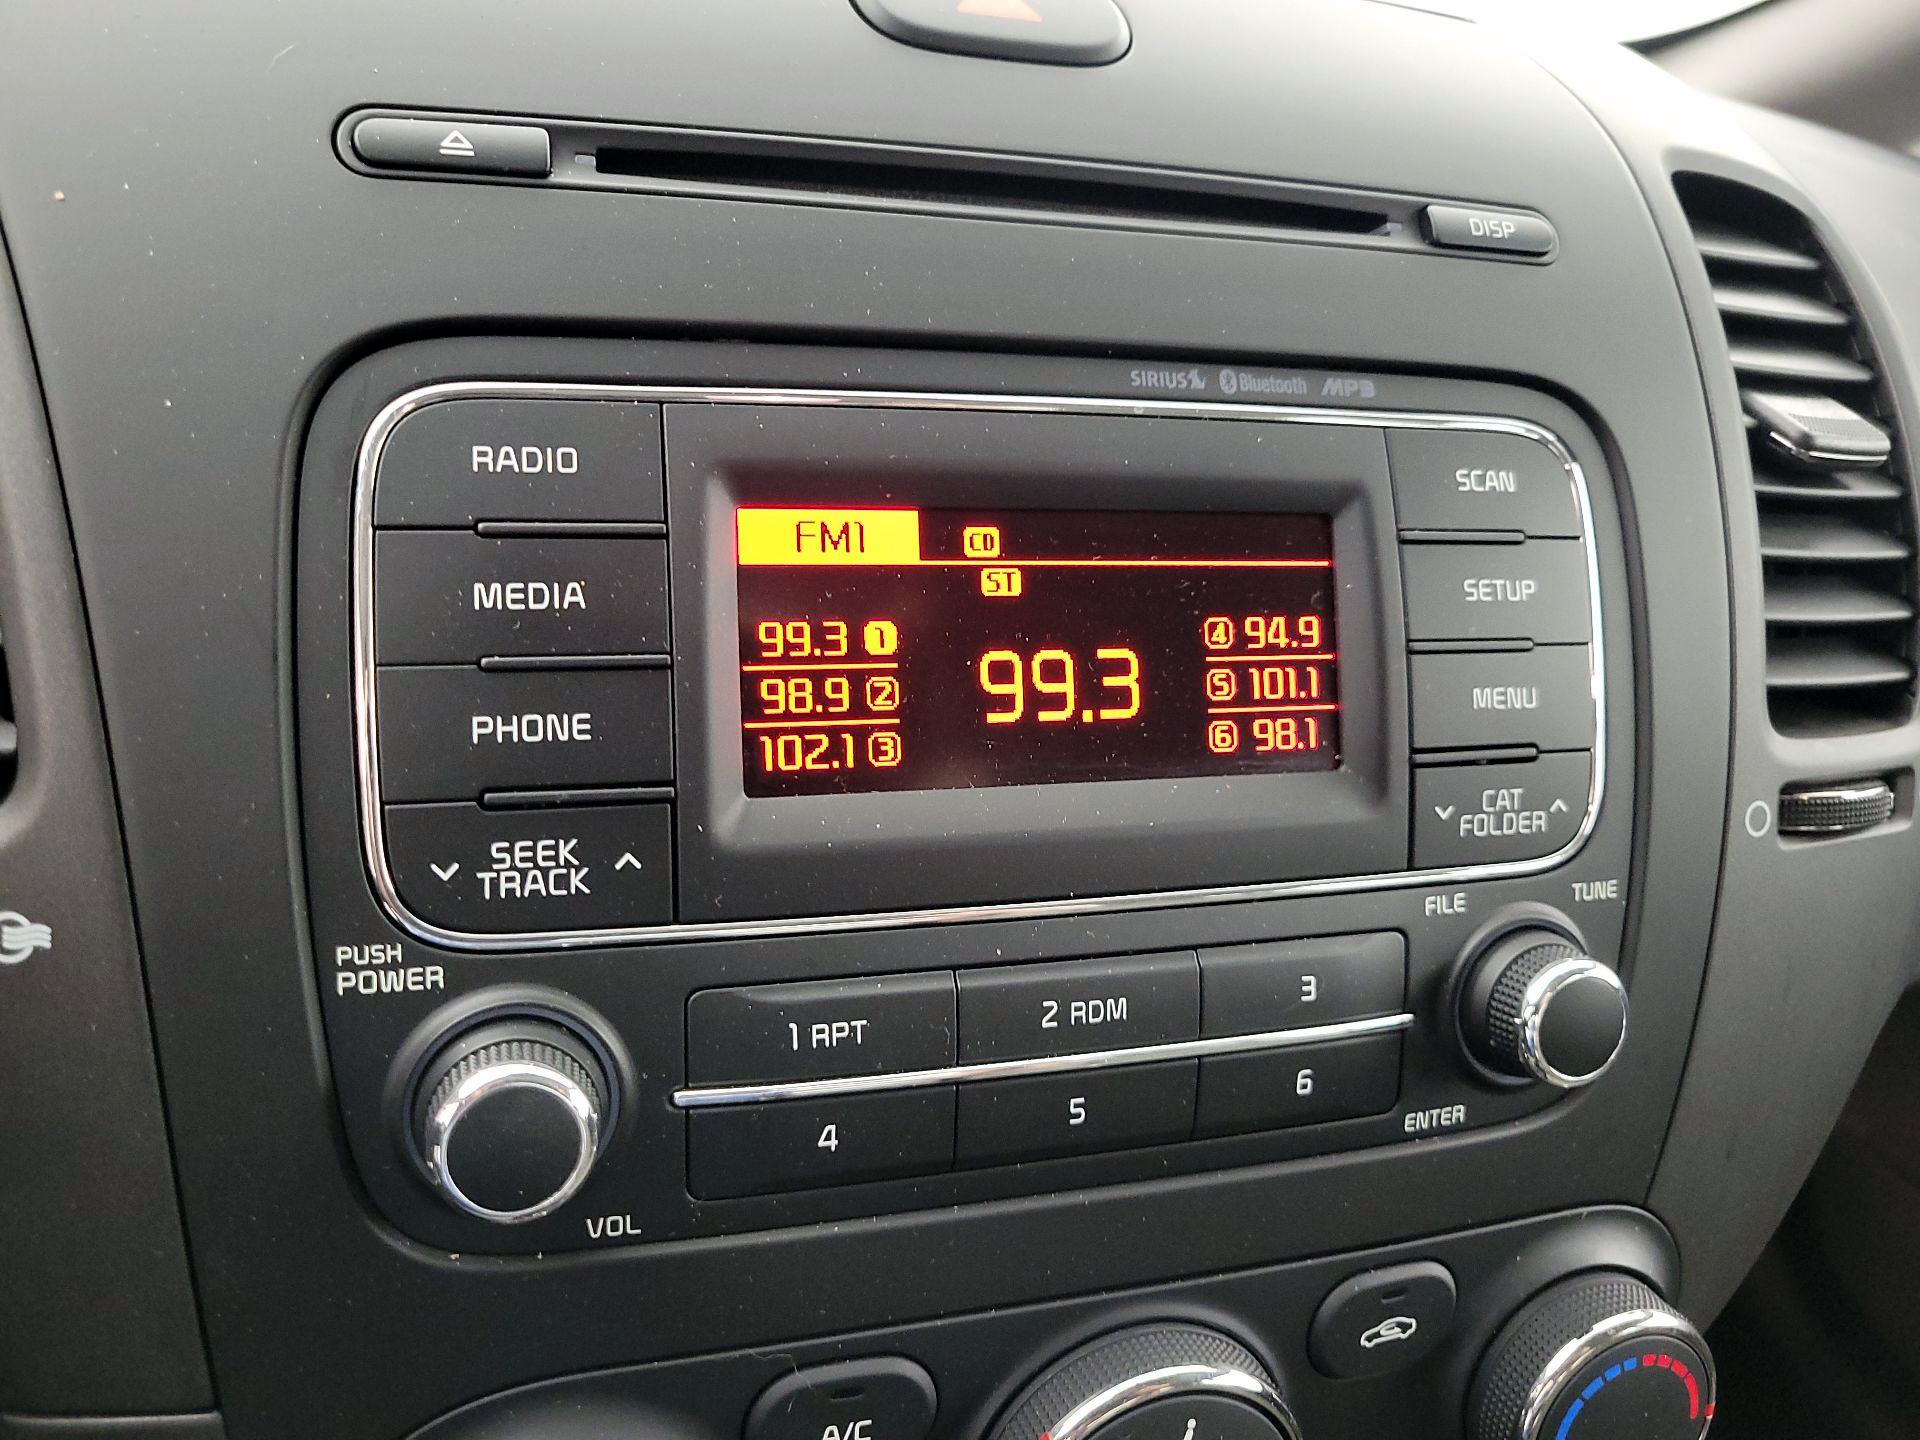 DISP
SIRIUS Bluetooth MP3
RADIO
MEDIA
PHONE
SEEK
TRACK
FM1 CD
ST
99.3 1
98.9 2
102.1 3
99.3
4 94.9
5 101.1
6 98.1
SCAN
SETUP
MENU
CAT
FOLDER
PUSH
POWER
VOL
1 RPT
2 RDM
3
4
5
6
FILE
TUNE
ENTER
A/C